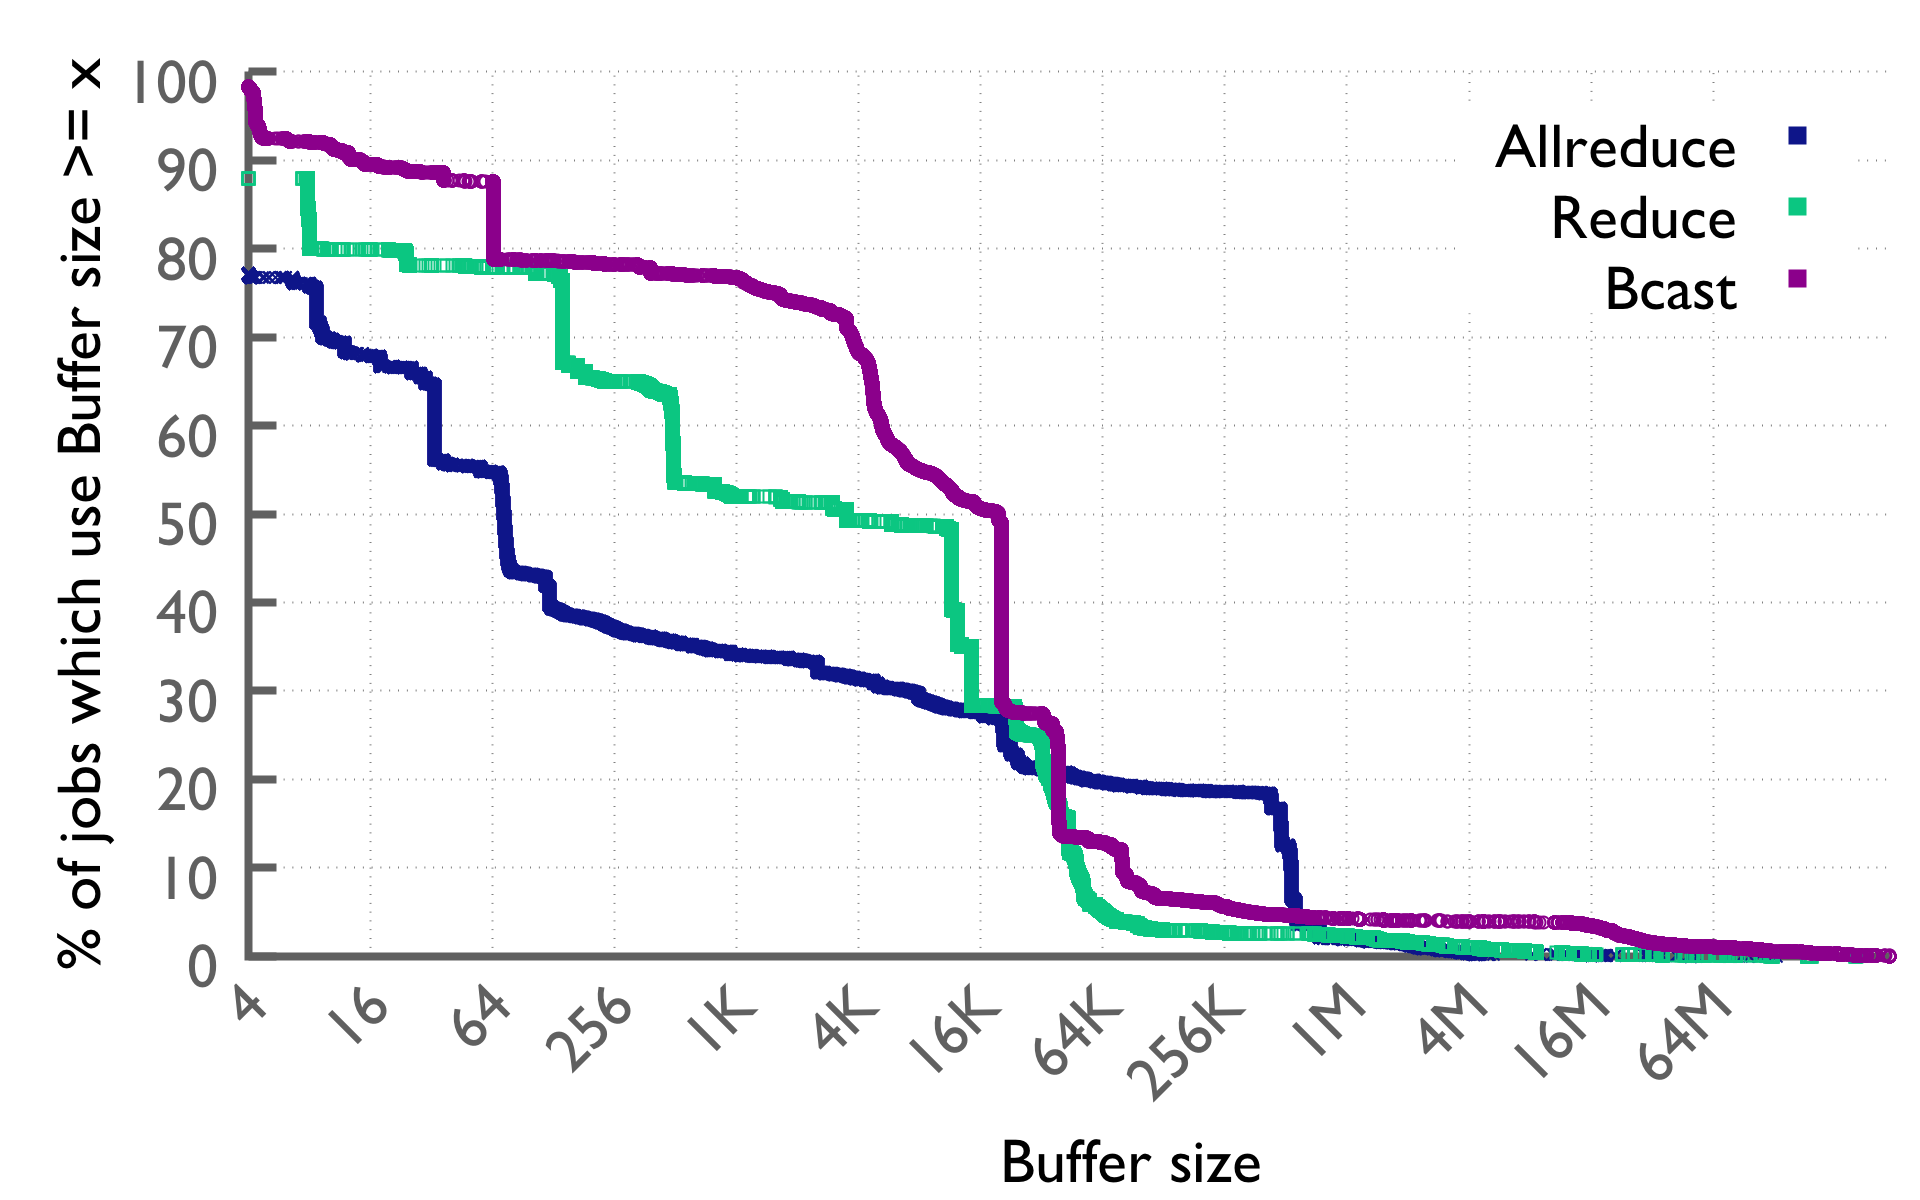 % of jobs which use Buffer size >= x
100
90
80
70
60
50
40
30
20
10
0
Allreduce
Reduce
Bcast
4
16
64
256
1K
4K
16K
64K
256K
1M
4M
16M
64M
Buffer size